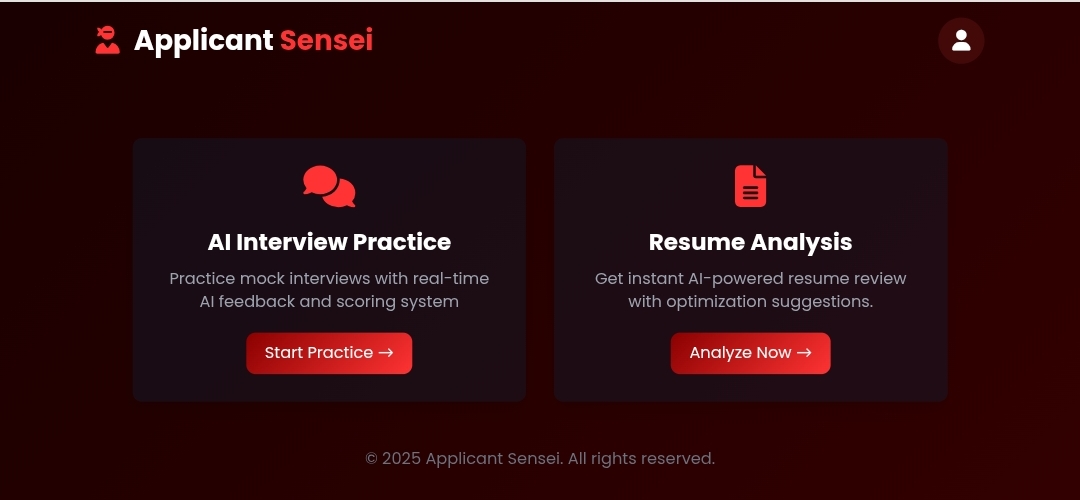 Applicant Sensei
AI Interview Practice
Practice mock interviews with real-time
AI feedback and scoring system
Start Practice →
Resume Analysis
Get instant AI-powered resume review
with optimization suggestions.
Analyze Now →
© 2025 Applicant Sensei. All rights reserved.